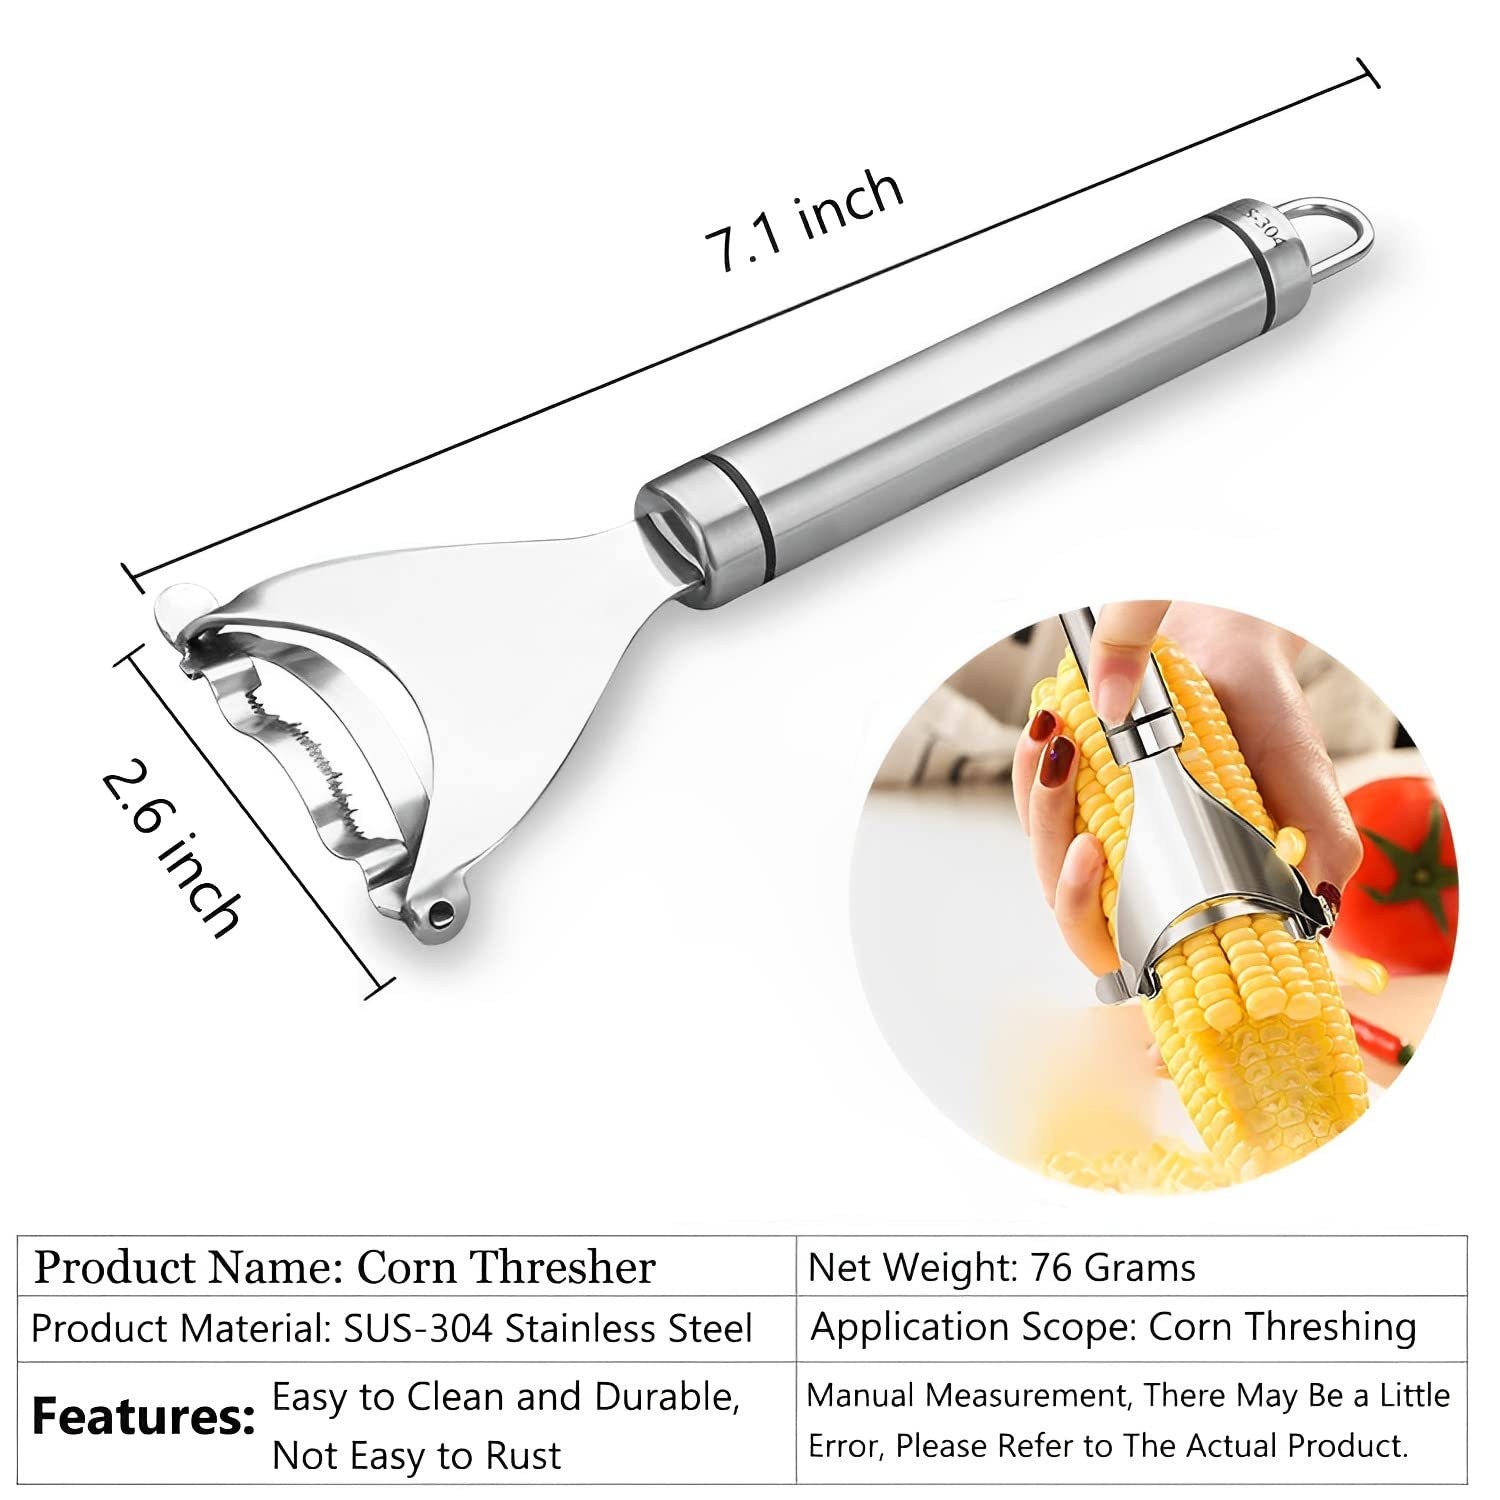 7.1 inch
2.6 inch
Product Name: Corn Thresher
Net Weight: 76 Grams
Product Material: SUS-304 Stainless Steel
Application Scope: Corn Threshing
Features: Easy to Clean and Durable,
Not Easy to Rust
Manual Measurement, There May Be a Little
Error, Please Refer to The Actual Product.